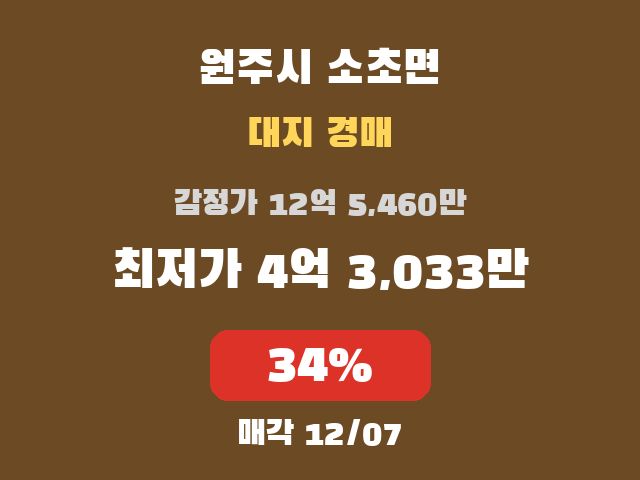 원주시 소초면
대지 경매
감정가 12억 5,460만
최저가 4억 3,033만
34%
매각 12/07